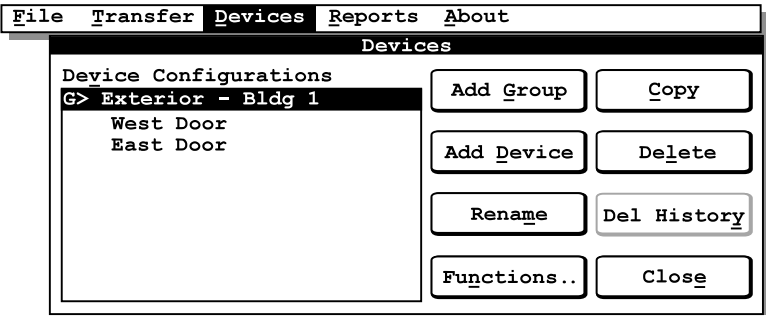 File Transfer Devices Reports About
Devices
Device Configurations
G> Exterior - Bldg 1
West Door
East Door
Add Group
Copy
Add Device
Delete
Rename
Del History
Functions..
Close